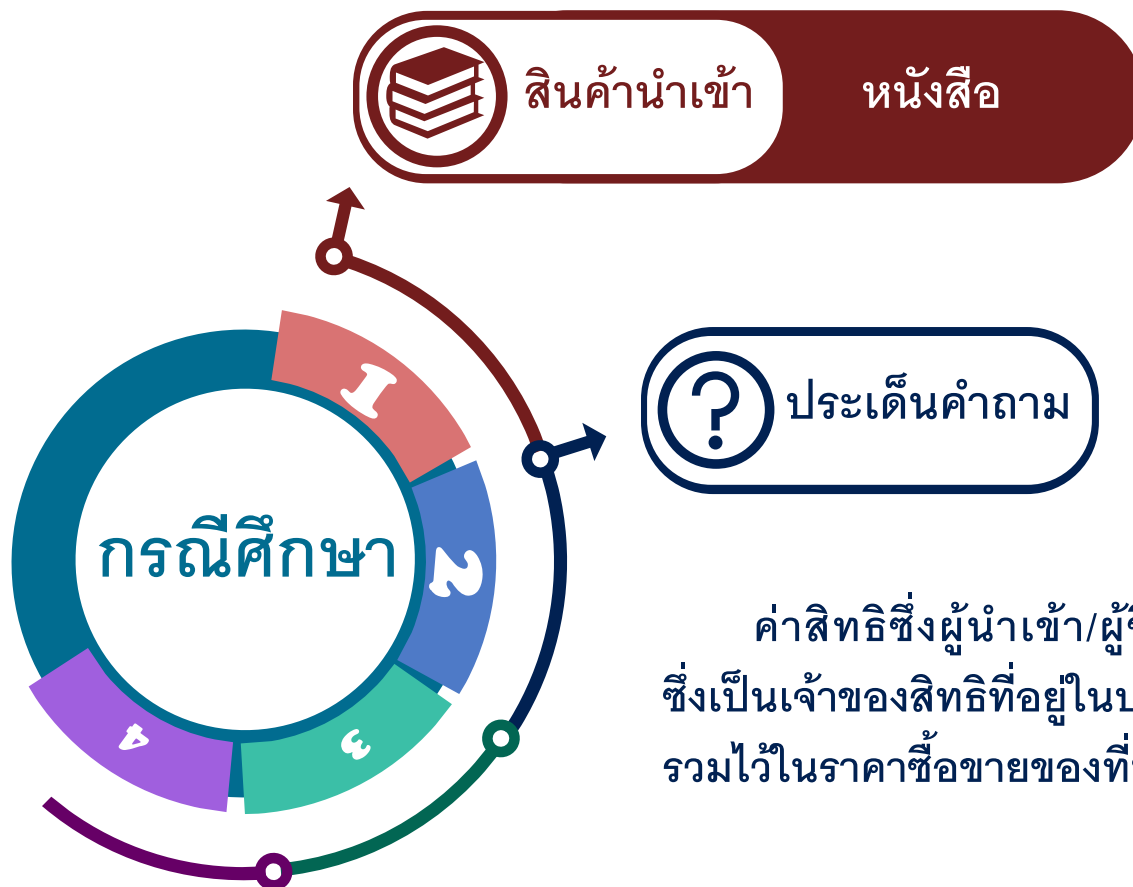 สินค้านำเข้า หนังสือ
1
ประเด็นคำถาม
2
กรณีศึกษา
ค่าสิทธิซึ่งผู้นำเข้า/
ซึ่งเป็นเจ้าของสิทธิที่อยู่ใน
รวมไว้ในราคาซื้อขายของ
3
4